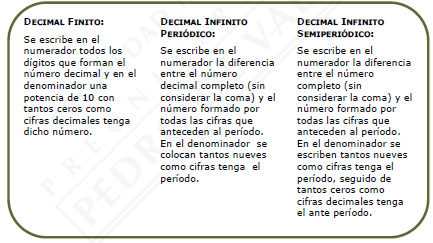 DECIMAL FINITO:
Se escribe en el
numerador todos los
dígitos que forman el
número decimal y en el
denominador una
potencia de 10 con
tantos ceros como
cifras decimales tenga
dicho número.
DECIMAL INFINITO
PERIÓDICO:
Se escribe en el
numerador la diferencia
entre el número
decimal completo (sin
considerar la coma) y el
número formado por
todas las cifras que
anteceden al período.
En el denominador se
colocan tantos nueves
como cifras tenga el
período.
DECIMAL INFINITO
SEMIPERIÓDICO:
Se escribe en el
numerador la diferencia
entre el número
completo (sin
considerar la coma) y el
número formado por
todas las cifras que
anteceden al período.
En el denominador se
escriben tantos nueves
como cifras tenga el
período, seguido de
tantos ceros como
cifras decimales tenga
el ante período.